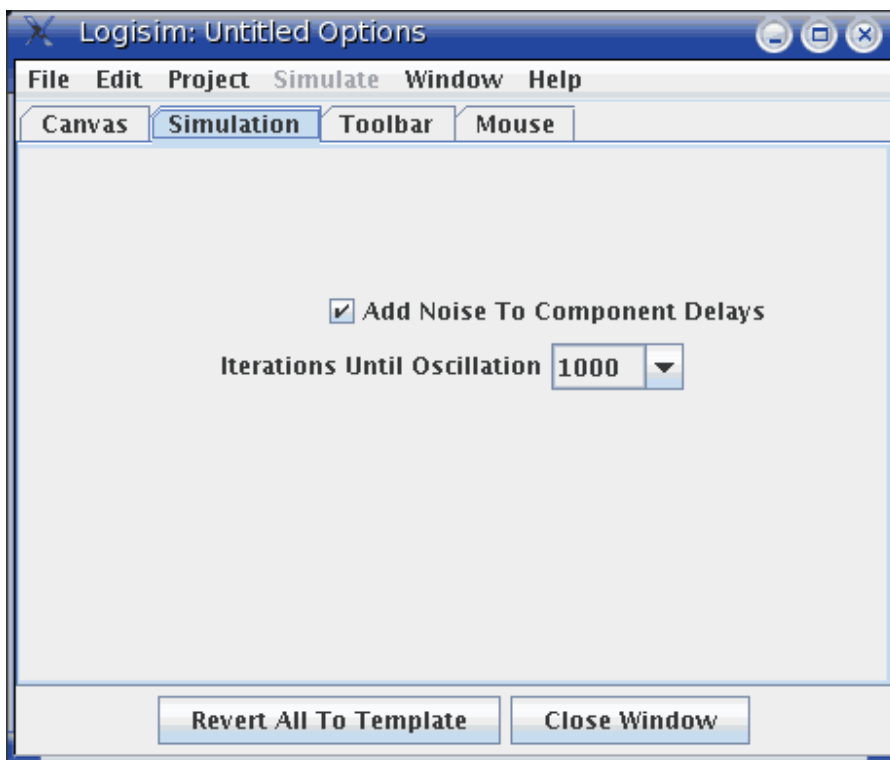 Logisim: Untitled Options
File Edit Project Simulate Window Help
Canvas Simulation Toolbar Mouse
Add Noise To Component Delays
Iterations Until Oscillation 1000
Revert All To Template Close Window